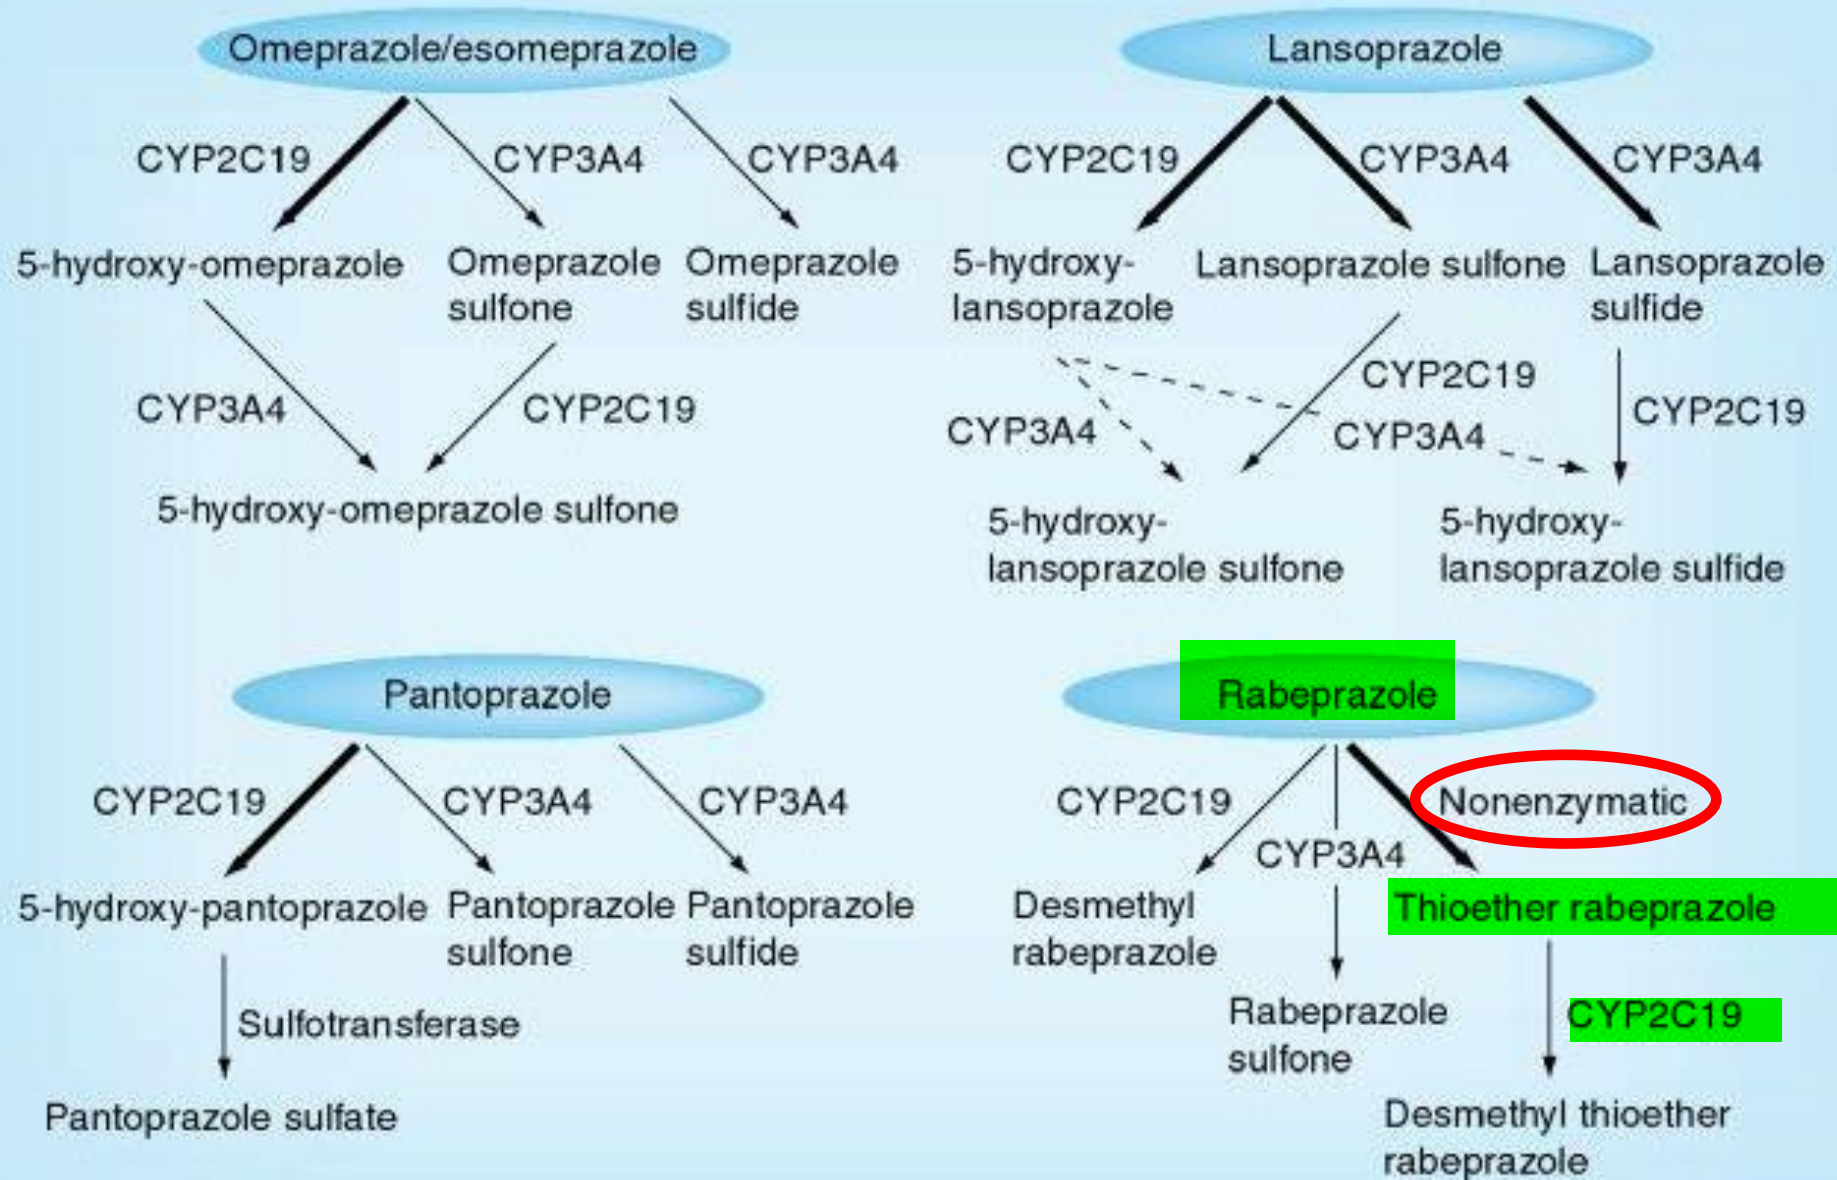 Omeprazole/esomeprazole
CYP2C19
CYP3A4
CYP3A4
5-hydroxy-omeprazole
Omeprazole
sulfone
Omeprazole
sulfide
CYP3A4
CYP2C19
5-hydroxy-omeprazole sulfone
Lansoprazole
CYP2C19
CYP3A4
CYP3A4
5-hydroxy-
lansoprazole
Lansoprazole sulfone
Lansoprazole
sulfide
CYP3A4
CYP2C19
CYP3A4
CYP2C19
5-hydroxy-
lansoprazole sulfone
5-hydroxy-
lansoprazole sulfide
Pantoprazole
CYP2C19
CYP3A4
CYP3A4
5-hydroxy-pantoprazole
Pantoprazole
sulfone
Pantoprazole
sulfide
Sulfotransferase
Pantoprazole sulfate
Rabeprazole
CYP2C19
CYP3A4
Nonenzymatic
Desmethyl
rabeprazole
Rabeprazole
sulfone
Thioether rabeprazole
CYP2C19
Desmethyl thioether
rabeprazole